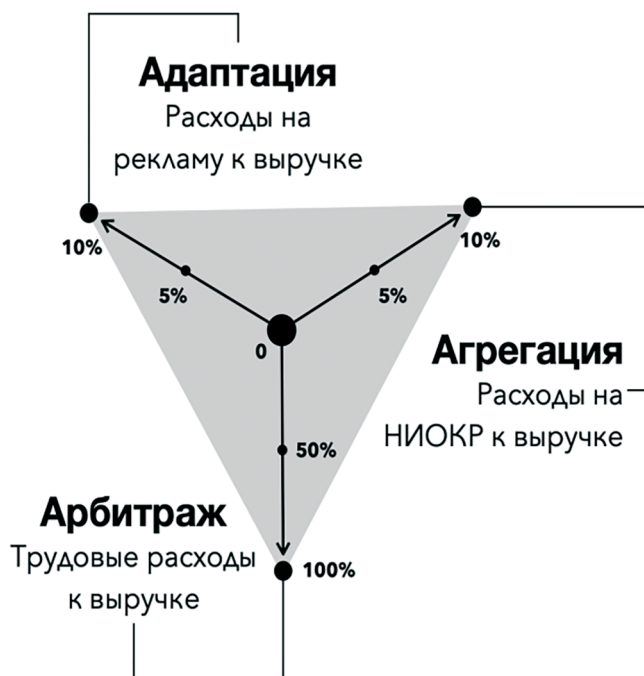 Адаптация
Расходы на
рекламу к выручке
10%
10%
5%
5%
0
Агрегация
Расходы на
НИОКР к выручке
50%
Арбитраж
Трудовые расходы
к выручке
100%